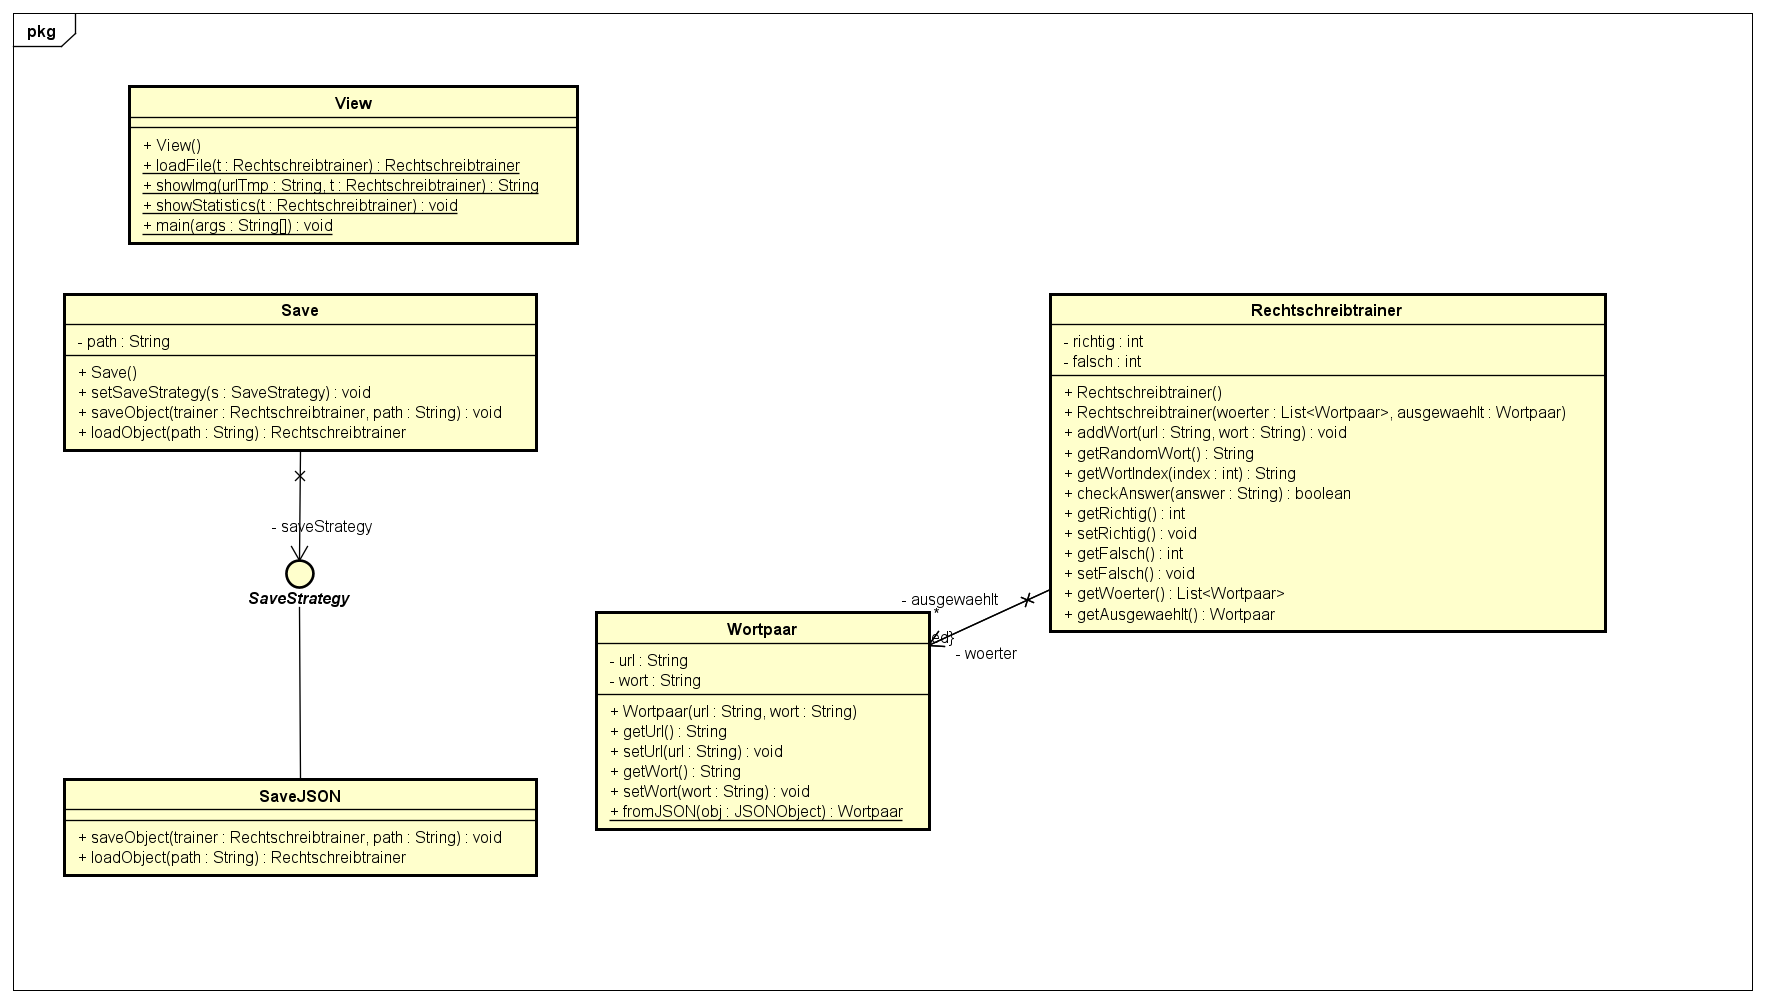 pkg
View
+ View()
+ loadFile(t : Rechtschreibtrainer) : Rechtschreibtrainer
+ showImg(urlTmp : String, t : Rechtschreibtrainer) : String
+ showStatistics(t : Rechtschreibtrainer) : void
+ main(args : String[]) : void
Save
- path : String
+ Save()
+ setSaveStrategy(s : SaveStrategy) : void
+ saveObject(trainer : Rechtschreibtrainer, path : String) : void
+ loadObject(path : String) : Rechtschreibtrainer
- saveStrategy
SaveStrategy
SaveJSON
+ saveObject(trainer : Rechtschreibtrainer, path : String) : void
+ loadObject(path : String) : Rechtschreibtrainer
Rechtschreibtrainer
- richtig : int
- falsch : int
+ Rechtschreibtrainer()
+ Rechtschreibtrainer(woerter : List<Wortpaar>, ausgewaehlt : Wortpaar)
+ addWort(url : String, wort : String) : void
+ getRandomWort() : String
+ getWortIndex(index : int) : String
+ checkAnswer(answer : String) : boolean
+ getRichtig() : int
+ setRichtig() : void
+ getFalsch() : int
+ setFalsch() : void
+ getWoerter() : List<Wortpaar>
+ getAusgewaehlt() : Wortpaar
- ausgewaehlt
*
ed}
- woerter
Wortpaar
- url : String
- wort : String
+ Wortpaar(url : String, wort : String)
+ getUrl() : String
+ setUrl(url : String) : void
+ getWort() : String
+ setWort(wort : String) : void
+ fromJSON(obj : JSONObject) : Wortpaar